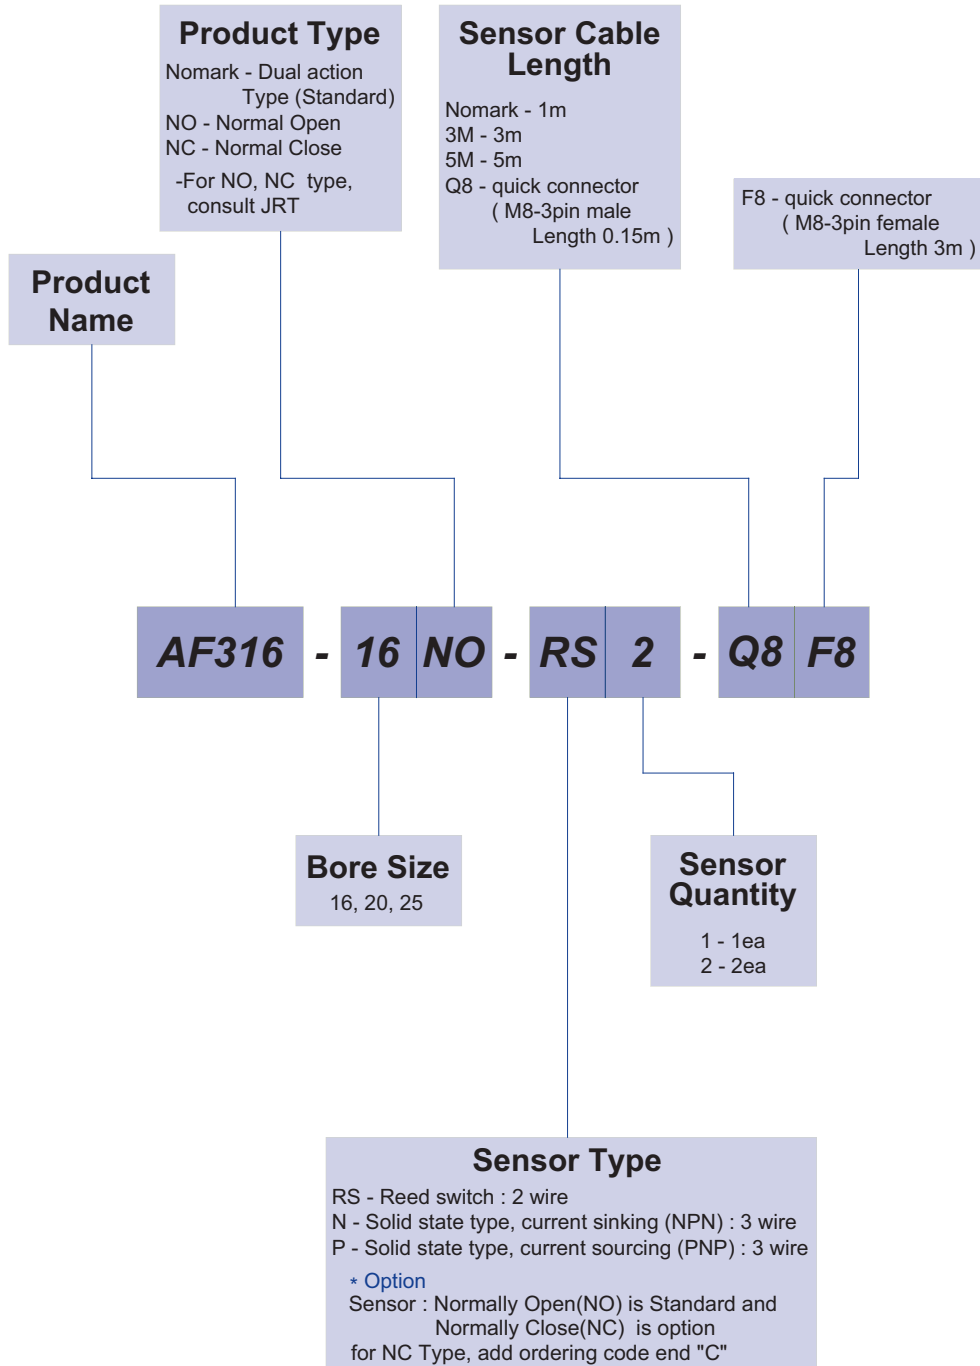 Product Type
Nomark - Dual action
Type (Standard)
NO - Normal Open
NC - Normal Close
-For NO, NC type,
consult JRT
Sensor Cable
Length
Nomark - 1m
3M - 3m
5M - 5m
Q8 - quick connector
( M8-3pin male
Length 0.15m )
F8 - quick connector
( M8-3pin female
Length 3m )
Product
Name
AF316 - 16 NO - RS 2 - Q8 F8
Bore Size
16, 20, 25
Sensor
Quantity
1 - 1ea
2 - 2ea
Sensor Type
RS - Reed switch : 2 wire
N - Solid state type, current sinking (NPN) : 3 wire
P - Solid state type, current sourcing (PNP) : 3 wire
* Option
Sensor : Normally Open(NO) is Standard and
Normally Close(NC) is option
for NC Type, add ordering code end "C"